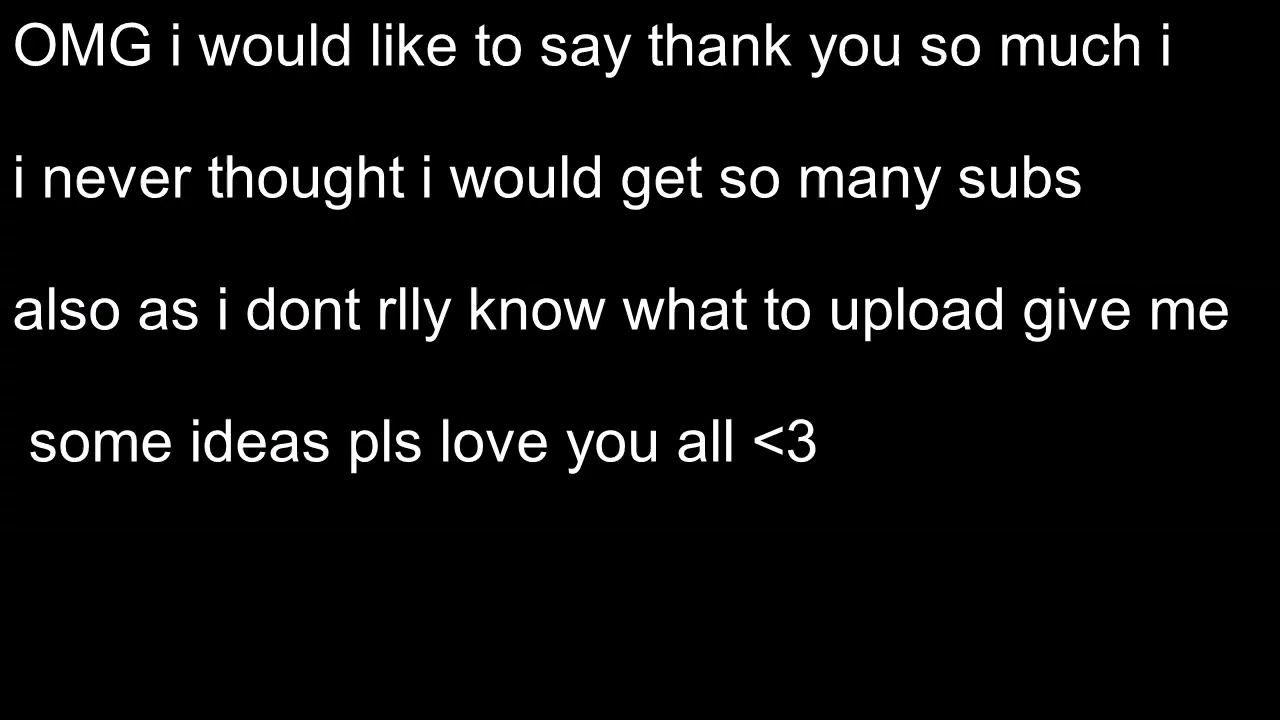 OMG i would like to say thank you so much i
i never thought i would get so many subs
also as i dont rlly know what to upload give me
some ideas pls love you all <3